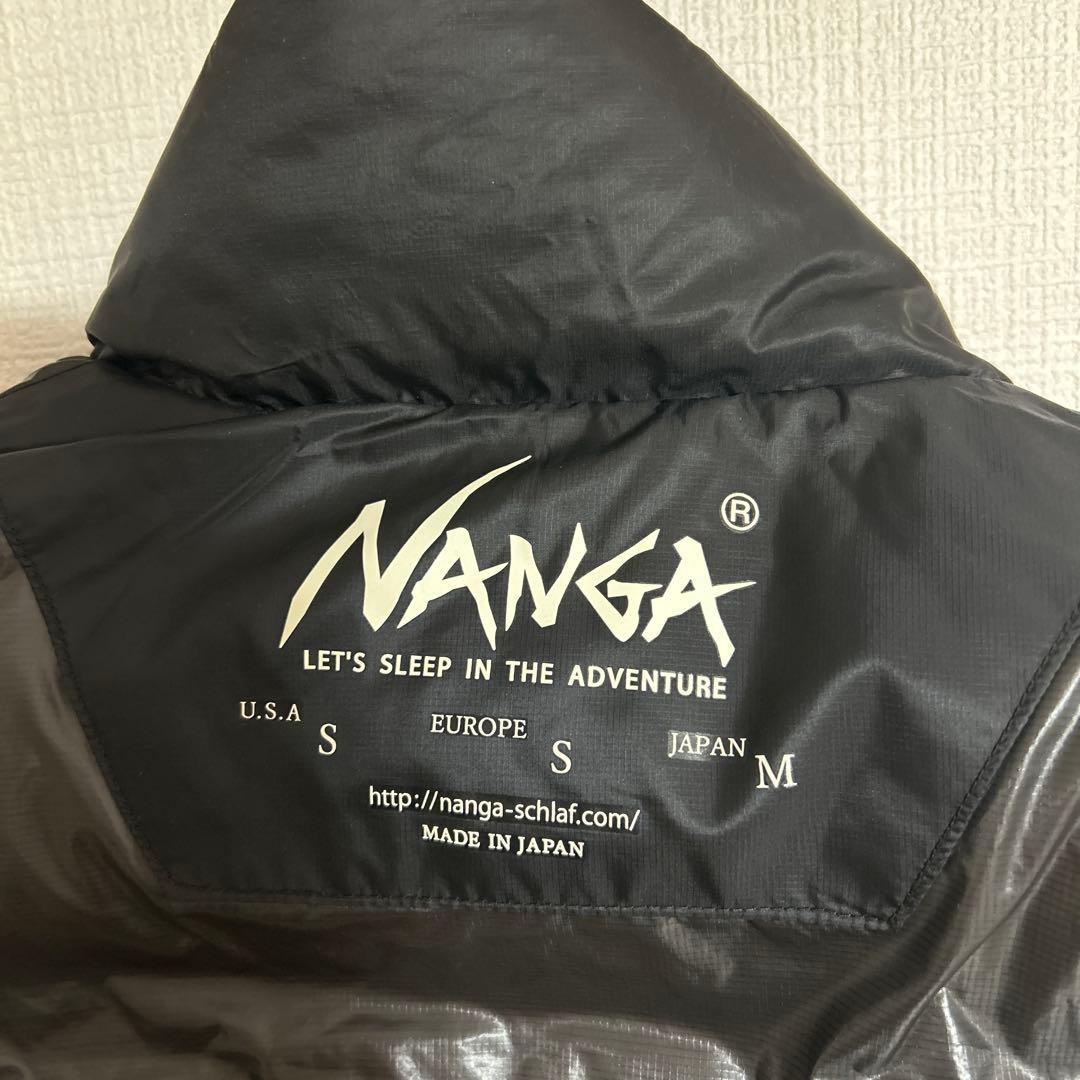 NANGA®
LET'S SLEEP IN THE ADVENTURE
U.S.A S EUROPE S JAPAN M
http://nanga-schlaf.com/
MADE IN JAPAN